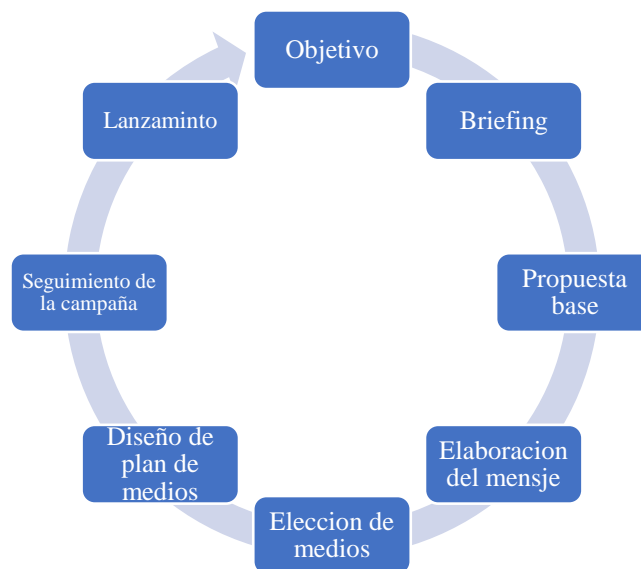 Objetivo
Briefing
Propuesta
base
Elaboracion
del mensje
Eleccion de
medios
Diseño de
plan de
medios
Seguimiento de
la campaña
Lanzaminto